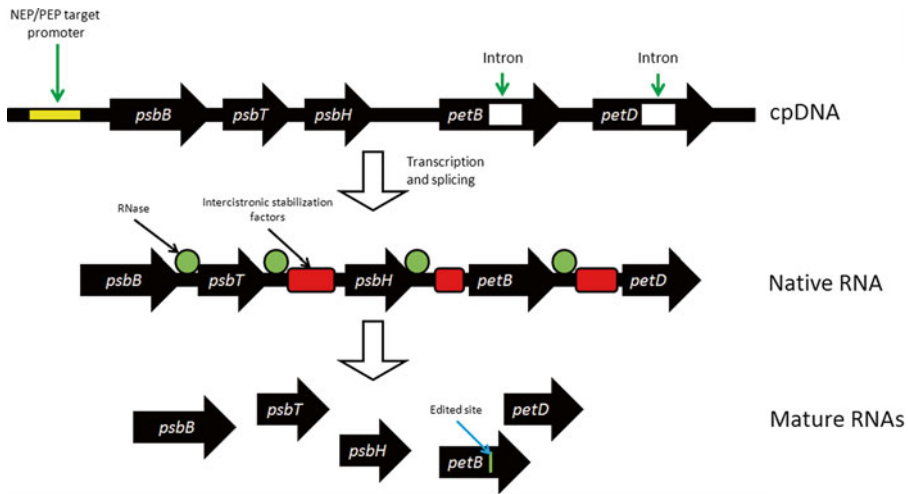 NEP/PEP target
promoter
Intron
Intron
psbB
psbT
psbH
petB
petD
cpDNA
Transcription
and splicing
Intercistronic stabilization
factors
RNase
psbB
psbT
psbH
petB
petD
Native RNA
psbB
psbT
psbH
Edited site
petB
petD
Mature RNAs